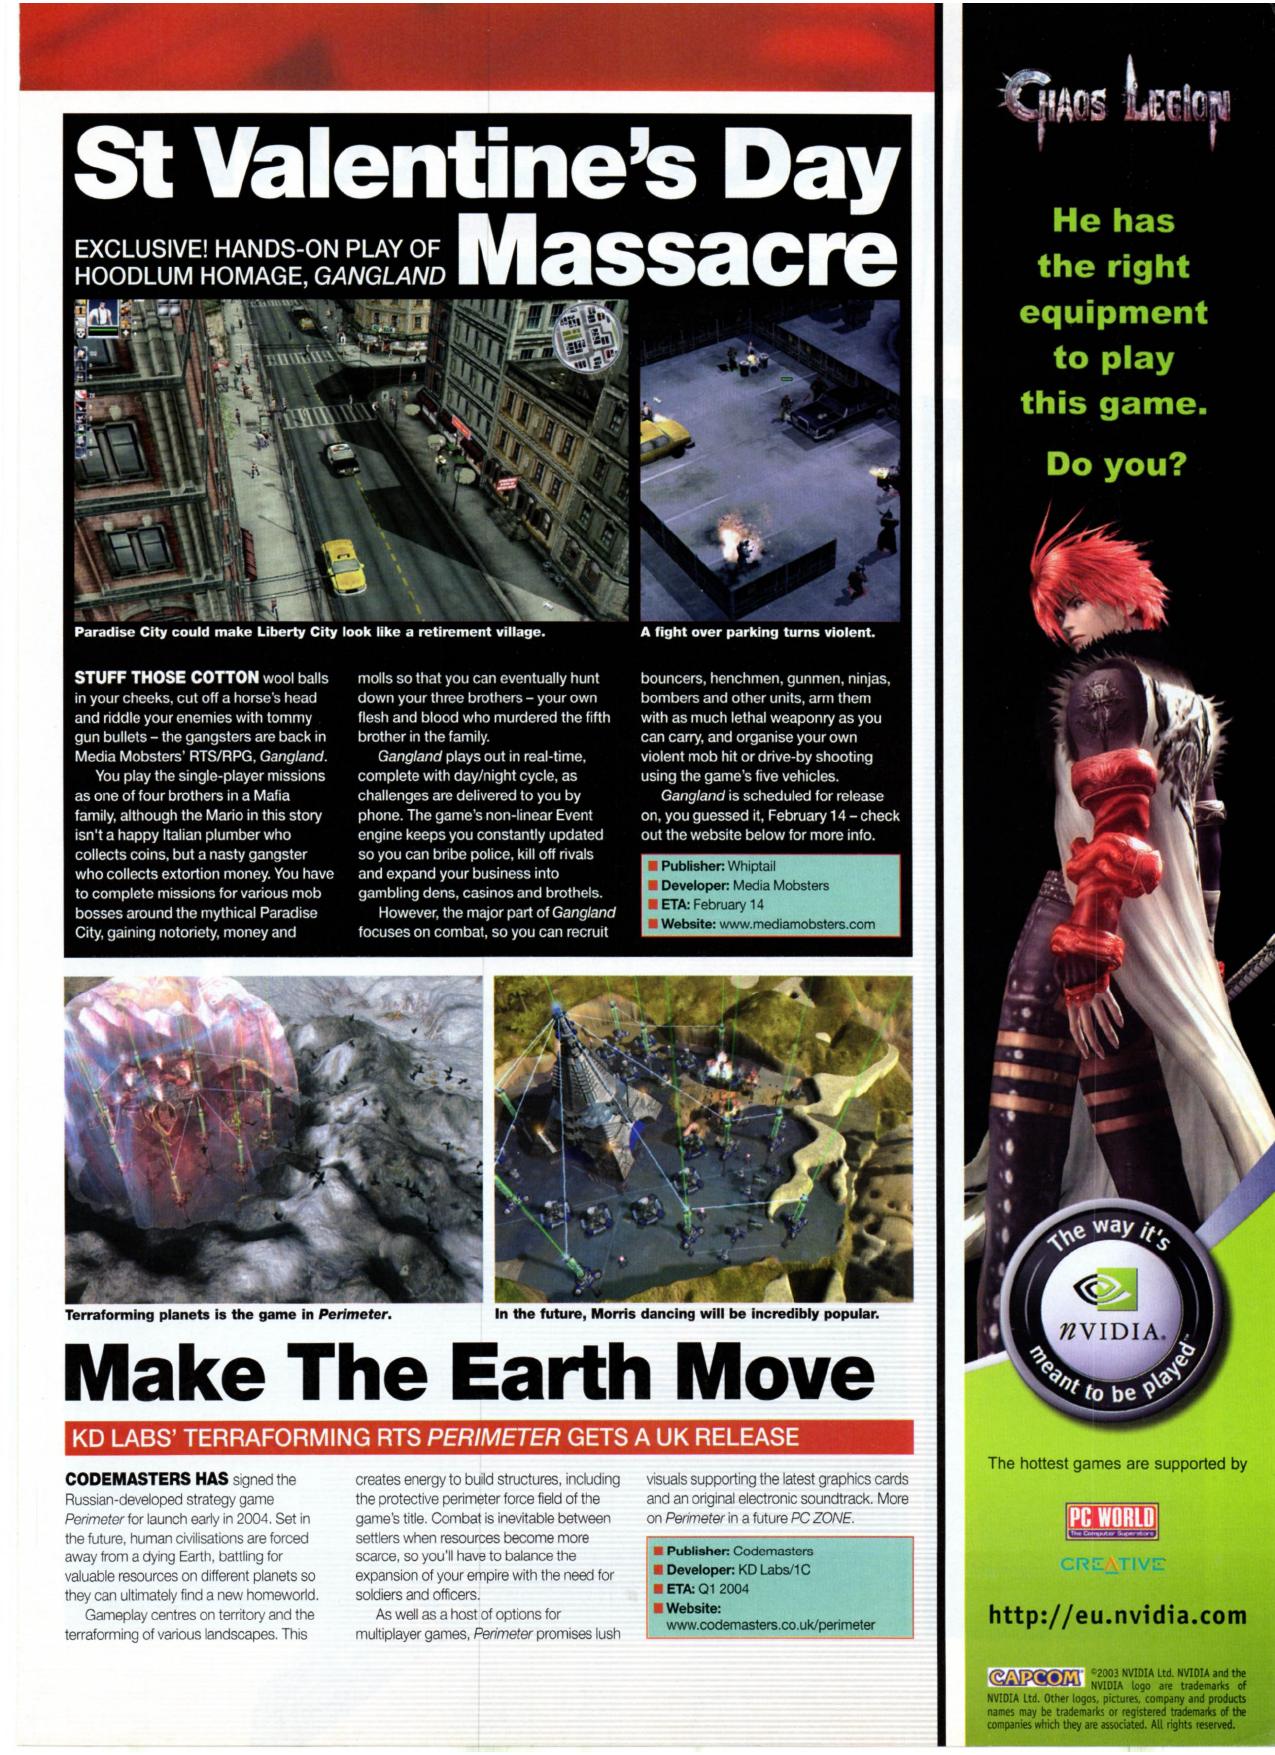 St Valentine's Day
Massacre
EXCLUSIVE! HANDS-ON PLAY OF
HOODLUM HOMAGE, GANGLAND
Paradise City could make Liberty City look like a retirement village.
A fight over parking turns violent.
STUFF THOSE COTTON wool balls
in your cheeks, cut off a horse's head
and riddle your enemies with tommy
gun bullets – the gangsters are back in
Media Mobsters' RTS/RPG, Gangland.
You play the single-player missions
as one of four brothers in a Mafia
family, although the Mario in this story
isn't a happy Italian plumber who
collects coins, but a nasty gangster
who collects extortion money. You have
to complete missions for various mob
bosses around the mythical Paradise
City, gaining notoriety, money and
molls so that you can eventually hunt
down your three brothers – your own
flesh and blood who murdered the fifth
brother in the family.
Gangland plays out in real-time,
complete with day/night cycle, as
challenges are delivered to you by
phone. The game's non-linear Event
engine keeps you constantly updated
so you can bribe police, kill off rivals
and expand your business into
gambling dens, casinos and brothels.
However, the major part of Gangland
focuses on combat, so you can recruit
bouncers, henchmen, gunmen, ninjas,
bombers and other units, arm them
with as much lethal weaponry as you
can carry, and organise your own
violent mob hit or drive-by shooting
using the game's five vehicles.
Gangland is scheduled for release
on, you guessed it, February 14 – check
out the website below for more info.
Publisher: Whiptail
Developer: Media Mobsters
ETA: February 14
Website: www.mediamobsters.com
Terraforming planets is the game in Perimeter.
In the future, Morris dancing will be incredibly popular.
Make The Earth Move
KD LABS' TERRAFORMING RTS PERIMETER GETS A UK RELEASE
CODEMASTERS HAS signed the
Russian-developed strategy game
Perimeter for launch early in 2004. Set in
the future, human civilisations are forced
away from a dying Earth, battling for
valuable resources on different planets so
they can ultimately find a new homeworld.
Gameplay centres on territory and the
terraforming of various landscapes. This
creates energy to build structures, including
the protective perimeter force field of the
game's title. Combat is inevitable between
settlers when resources become more
scarce, so you'll have to balance the
expansion of your empire with the need for
soldiers and officers.
As well as a host of options for
multiplayer games, Perimeter promises lush
visuals supporting the latest graphics cards
and an original electronic soundtrack. More
on Perimeter in a future PC ZONE.
Publisher: Codemasters
Developer: KD Labs/1C
ETA: Q1 2004
Website:
www.codemasters.co.uk/perimeter
CHAOS LEGION
He has
the right
equipment
to play
this game.
Do you?
The way it's
nVIDIA.
meant to be played™
The hottest games are supported by
PC WORLD
The Computer Superstore
CREATIVE
http://eu.nvidia.com
CAPCOM ©2003 NVIDIA Ltd. NVIDIA and the
NVIDIA logo are trademarks of
NVIDIA Ltd. Other logos, pictures, company and products
names may be trademarks or registered trademarks of the
companies which they are associated. All rights reserved.